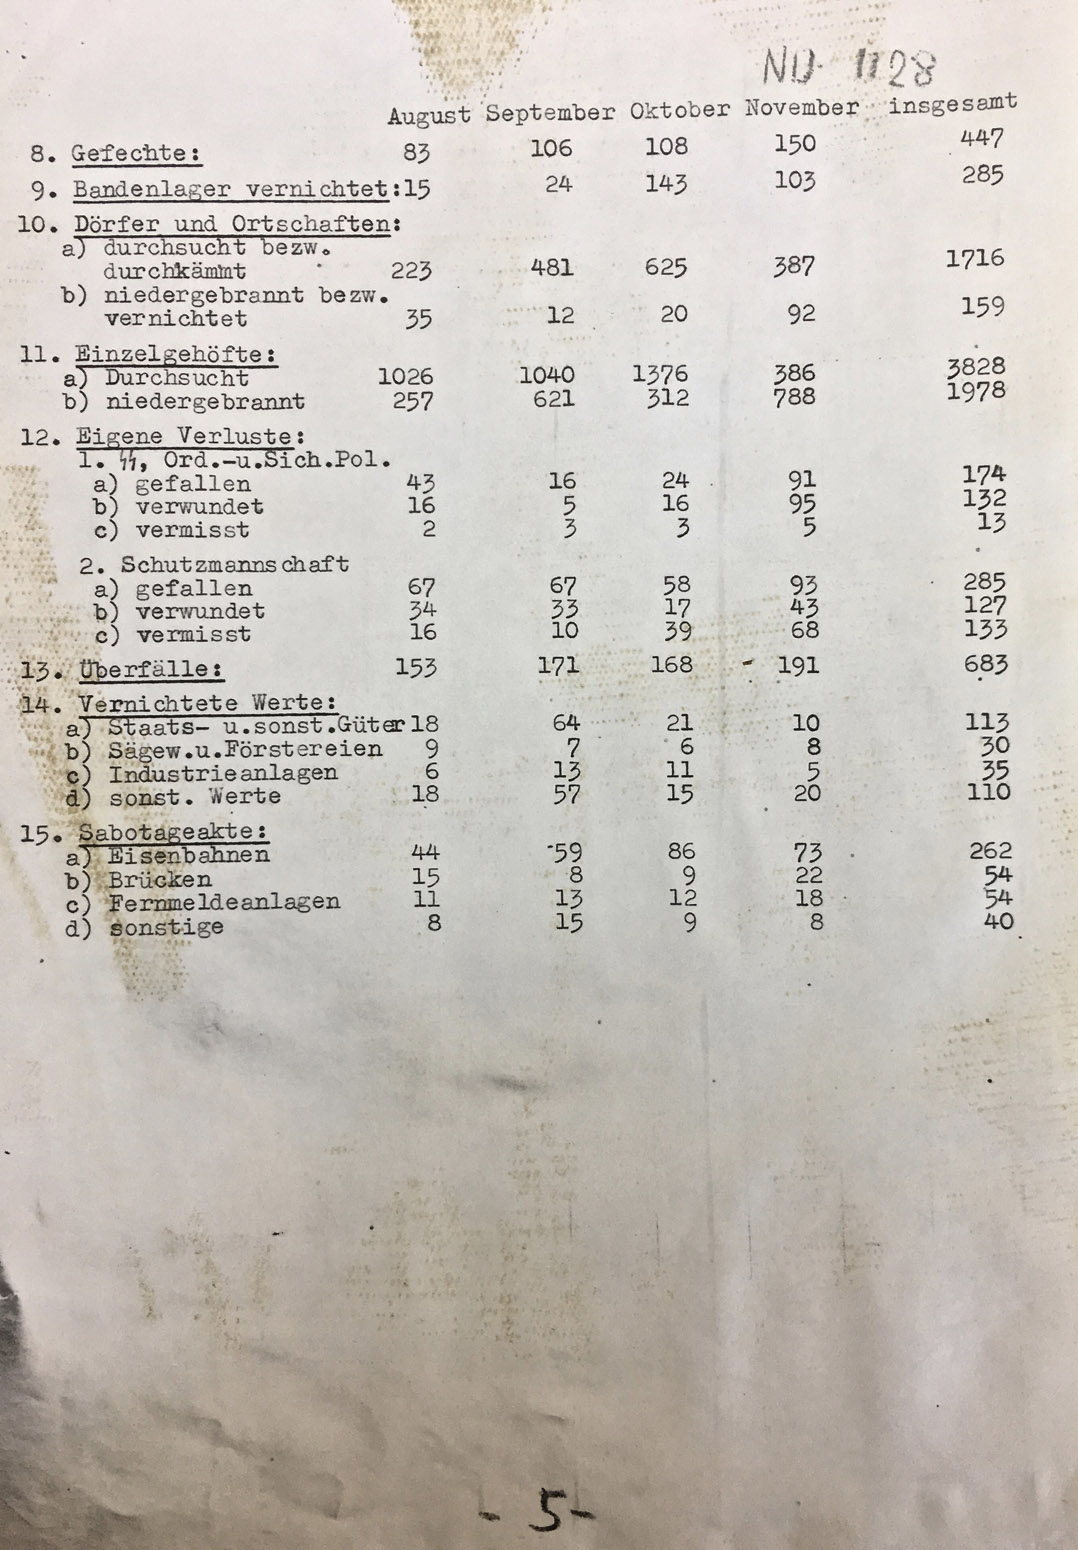 NO- 1128
August September Oktober November insgesamt
8. Gefechte: 83 106 108 150 447
9. Bandenlager vernichtet:15 24 143 103 285
10. Dörfer und Ortschaften:
a) durchsucht bezw.
durchkämmt 223 481 625 387 1716
b) niedergebrannt bezw.
vernichtet 35 12 20 92 159
11. Einzelgehöfte:
a) Durchsucht 1026 1040 1376 386 3828
b) niedergebrannt 257 621 312 788 1978
12. Eigene Verluste:
1. ᛋᛋ, Ord.-u.Sich.Pol.
a) gefallen 43 16 24 91 174
b) verwundet 16 5 16 95 132
c) vermisst 2 3 3 5 13
2. Schutzmannschaft
a) gefallen 67 67 58 93 285
b) verwundet 34 33 17 43 127
c) vermisst 16 10 39 68 133
13. Überfälle: 153 171 168 - 191 683
14. Vernichtete Werte:
a) Staats- u.sonst.Güter 18 64 21 10 113
b) Sägew.u.Förstereien 9 7 6 8 30
c) Industrieanlagen 6 13 11 5 35
d) sonst. Werte 18 57 15 20 110
15. Sabotageakte:
a) Eisenbahnen 44 59 86 73 262
b) Brücken 15 8 9 22 54
c) Fernmeldeanlagen 11 13 12 18 54
d) sonstige 8 15 9 8 40
- 5 -